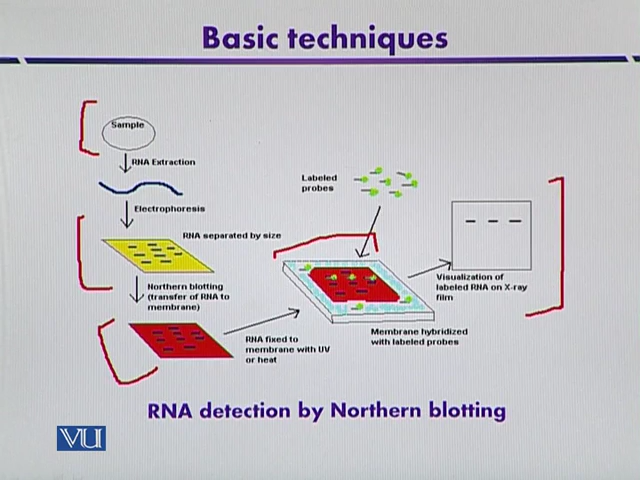 Basic techniques
Sample
RNA Extraction
Electrophoresis
RNA separated by size
Northern blotting
(transfer of RNA to
membrane)
RNA fixed to
membrane with UV
or heat
Labeled
probes
Membrane hybridized
with labeled probes
Visualization of
labeled RNA on X-ray
film
RNA detection by Northern blotting
VU